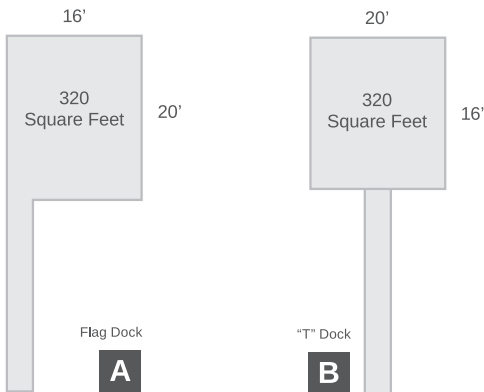 16’
320
Square Feet
20’
Flag Dock
A
20’
320
Square Feet
16’
“T” Dock
B